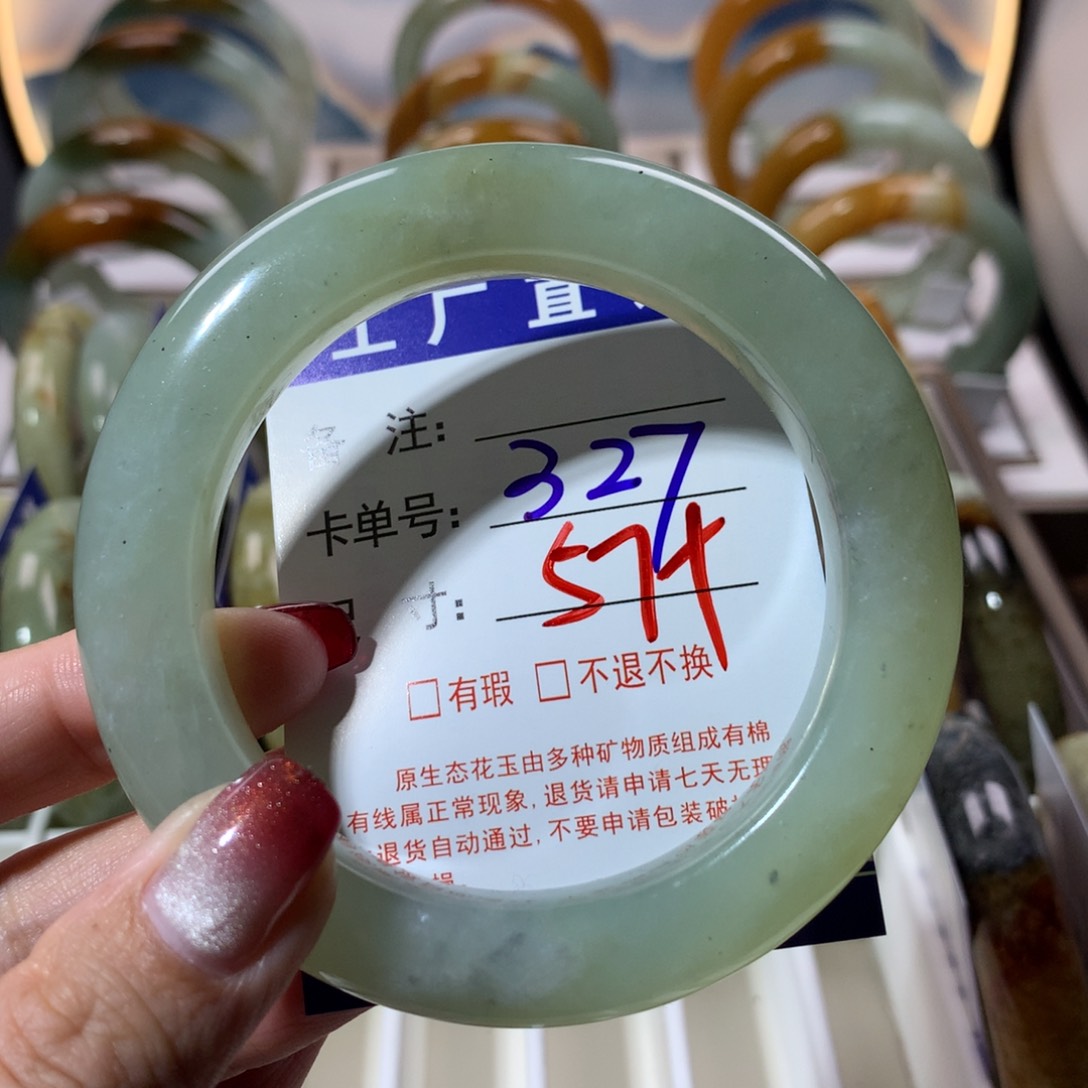 工厂直
备 注:
卡单号: 327
寸: 574
□有瑕 □不退不换
原生态花玉由多种矿物质组成有棉
有线属正常现象,退货请申请七天无理
退货自动通过,不要申请包装破
损